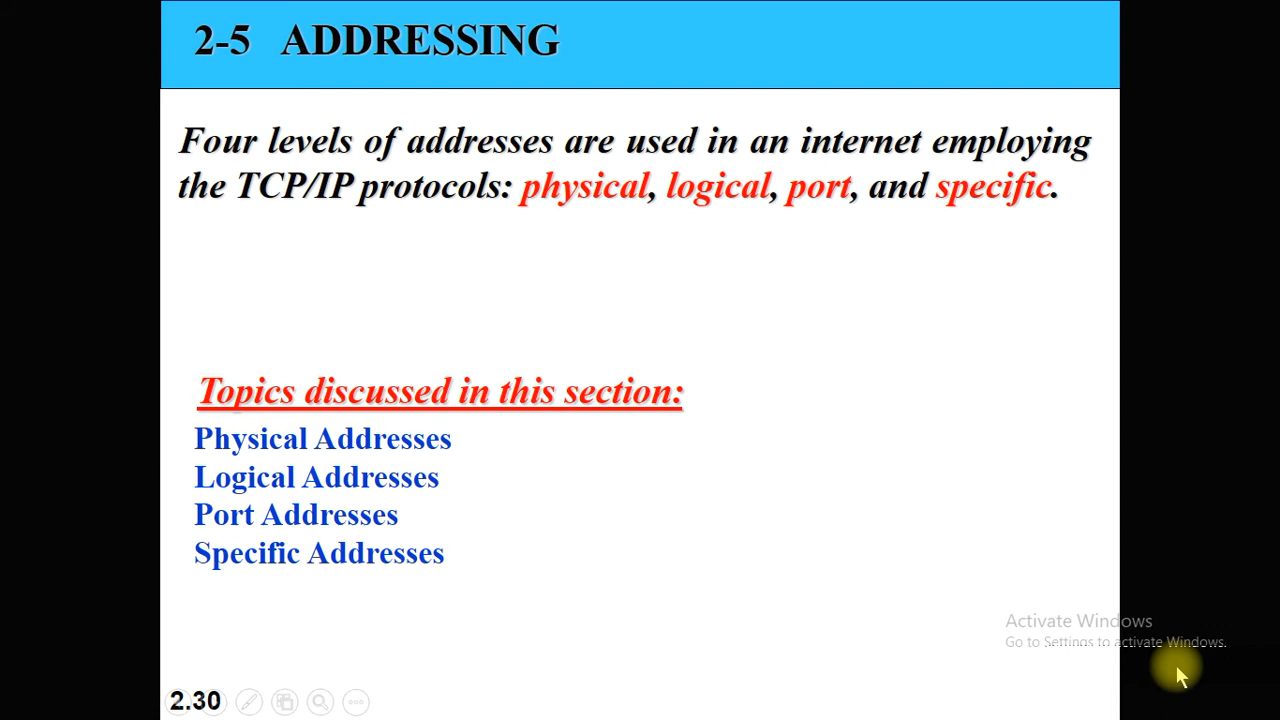 2-5 ADDRESSING
Four levels of addresses are used in an internet employing
the TCP/IP protocols: physical, logical, port, and specific.
Topics discussed in this section:
Physical Addresses
Logical Addresses
Port Addresses
Specific Addresses
Activate Windows
Go to Settings to activate Windows.
2.30